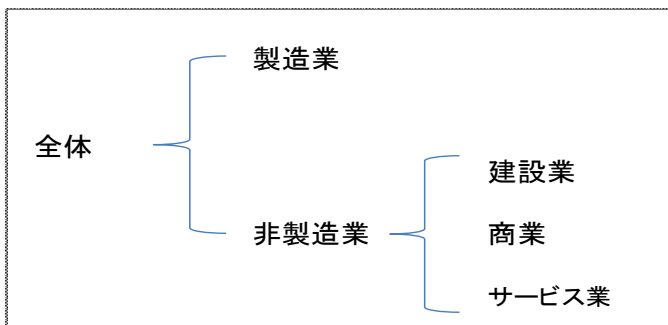 製造業
全体
建設業
非製造業
商業
サービス業